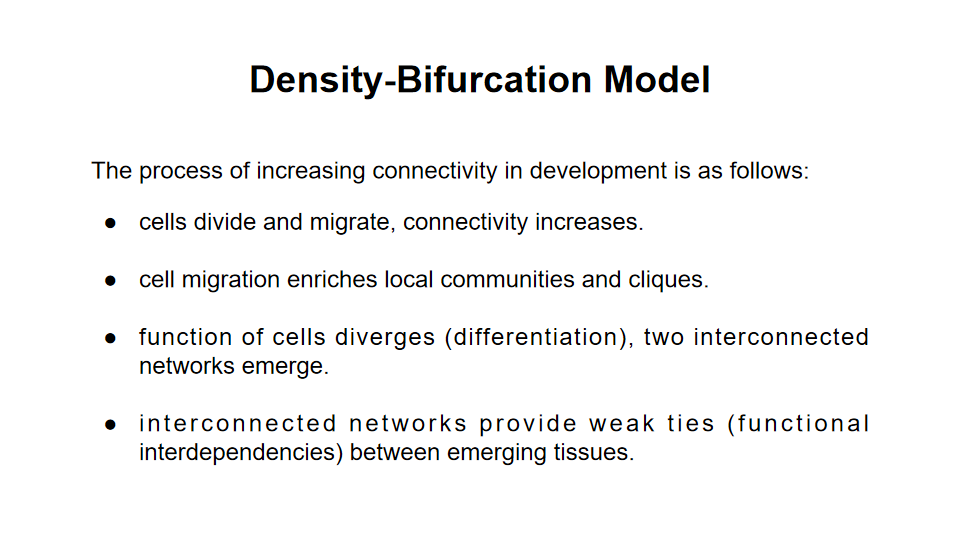 Density-Bifurcation Model
The process of increasing connectivity in development is as follows:
● cells divide and migrate, connectivity increases.
● cell migration enriches local communities and cliques.
● function of cells diverges (differentiation), two interconnected
networks emerge.
● interconnected networks provide weak ties (functional
interdependencies) between emerging tissues.